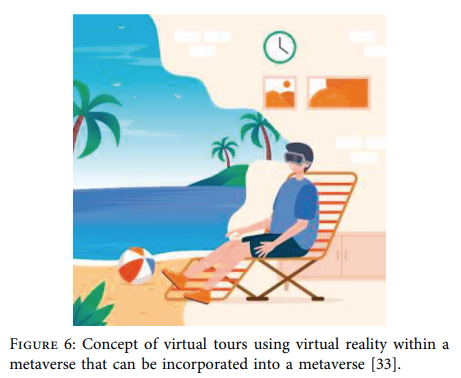 FIGURE 6: Concept of virtual tours using virtual reality within a
metaverse that can be incorporated into a metaverse [33].